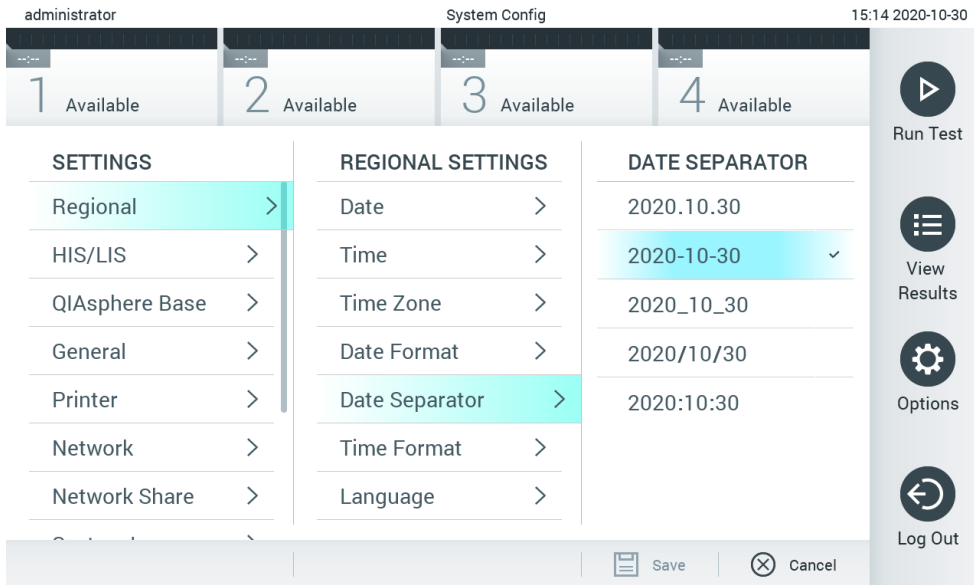 administrator System Config 15:14 2020-10-30
--:-- --:-- --:-- --:--
1 Available 2 Available 3 Available 4 Available
Run Test
SETTINGS REGIONAL SETTINGS DATE SEPARATOR
Regional Date 2020.10.30
HIS/LIS Time 2020-10-30
QIAsphere Base Time Zone 2020_10_30
General Date Format 2020/10/30
Printer Date Separator 2020:10:30
Network Time Format
Network Share Language
View
Results
Options
Log Out
Save Cancel